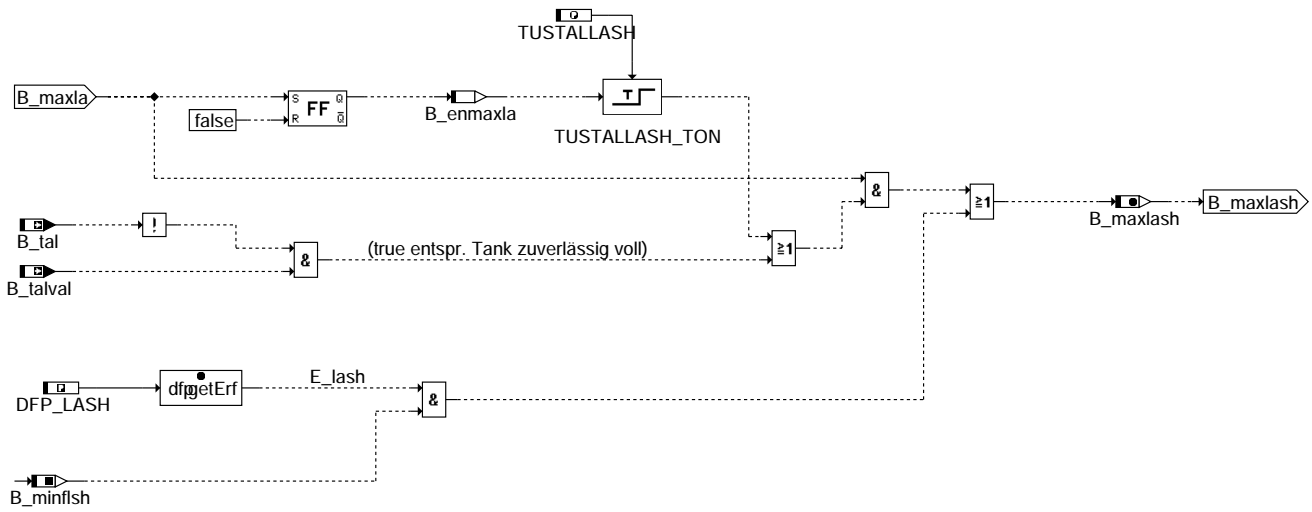 TUSTALLASH
B_maxla
S Q
FF
R Q̅
false
B_enmaxla
T
TUSTALLASH_TON
&
≥1
B_maxlash
B_maxlash
B_tal
!
B_talval
&
(true entspr. Tank zuverlässig voll)
≥1
DFP_LASH
dfpgetErf
E_lash
&
B_minflsh